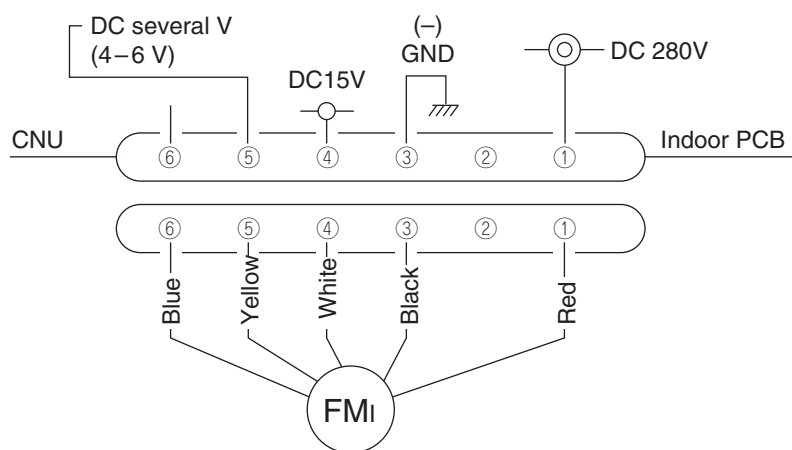 DC several V
(4–6 V)
(–)
GND
DC15V
DC 280V
CNU
⑥ ⑤ ④ ③ ② ①
Indoor PCB
⑥ ⑤ ④ ③ ② ①
Blue
Yellow
White
Black
Red
FMI